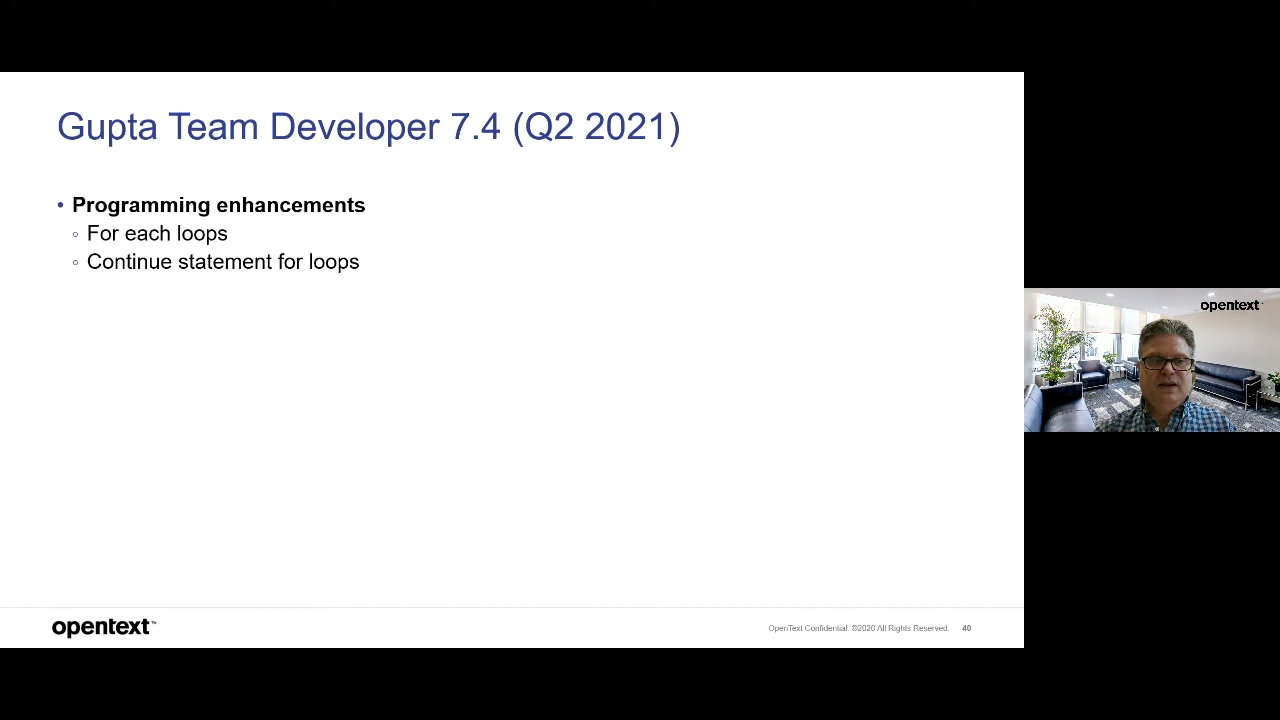 Gupta Team Developer 7.4 (Q2 2021)
• Programming enhancements
○ For each loops
○ Continue statement for loops
opentext
opentext™
OpenText Confidential. ©2020 All Rights Reserved. 40